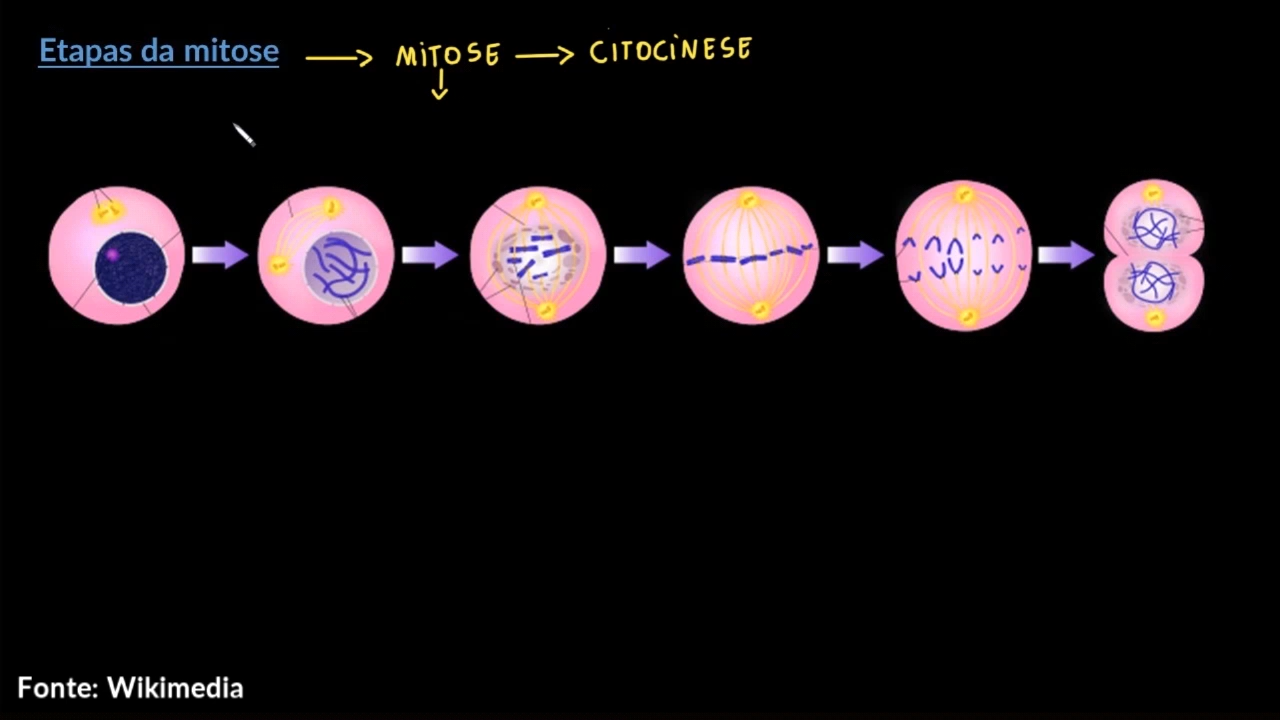 Etapas da mitose → MITOSE → CITOCINESE
↓
Fonte: Wikimedia